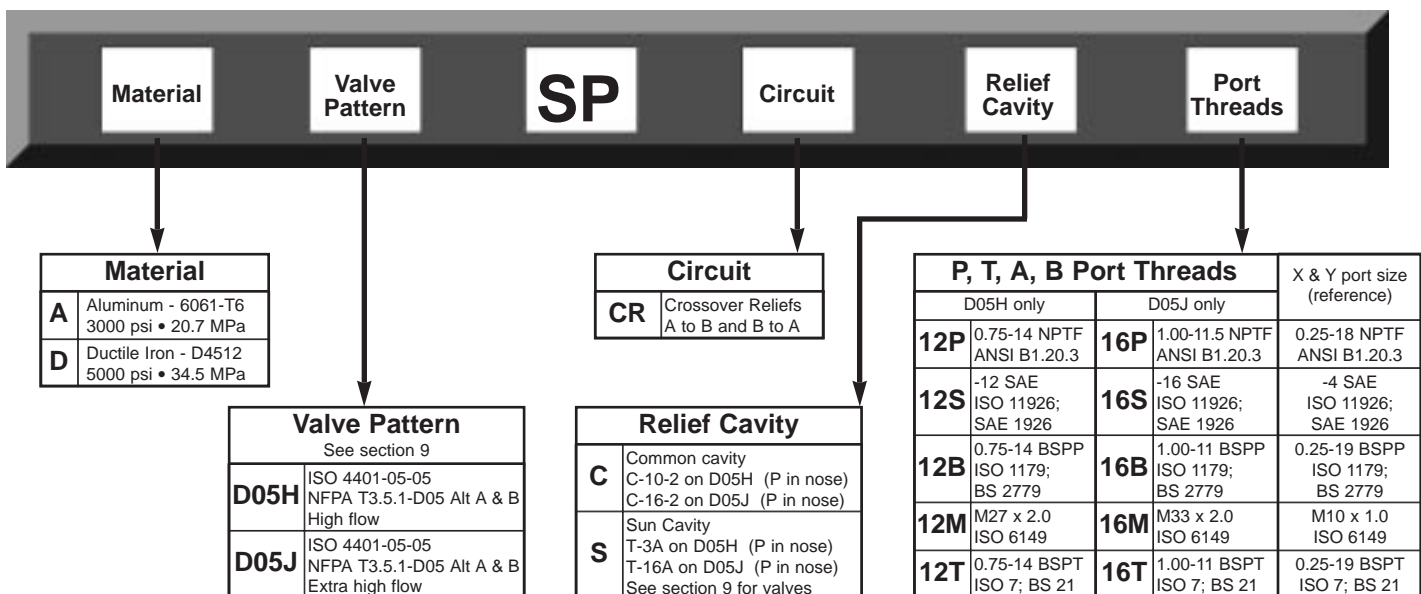 Material
Valve
Pattern
SP
Circuit
Relief
Cavity
Port
Threads
Material
A
Aluminum - 6061-T6
3000 psi • 20.7 MPa
D
Ductile Iron - D4512
5000 psi • 34.5 MPa
Valve Pattern
See section 9
D05H
ISO 4401-05-05
NFPA T3.5.1-D05 Alt A & B
High flow
D05J
ISO 4401-05-05
NFPA T3.5.1-D05 Alt A & B
Extra high flow
Circuit
CR
Crossover Reliefs
A to B and B to A
Relief Cavity
C
Common cavity
C-10-2 on D05H (P in nose)
C-16-2 on D05J (P in nose)
S
Sun Cavity
T-3A on D05H (P in nose)
T-16A on D05J (P in nose)
See section 9 for valves
P, T, A, B Port Threads
X & Y port size
(reference)
D05H only
D05J only
12P
0.75-14 NPTF
ANSI B1.20.3
16P
1.00-11.5 NPTF
ANSI B1.20.3
0.25-18 NPTF
ANSI B1.20.3
12S
-12 SAE
ISO 11926;
SAE 1926
16S
-16 SAE
ISO 11926;
SAE 1926
-4 SAE
ISO 11926;
SAE 1926
12B
0.75-14 BSPP
ISO 1179;
BS 2779
16B
1.00-11 BSPP
ISO 1179;
BS 2779
0.25-19 BSPP
ISO 1179;
BS 2779
12M
M27 x 2.0
ISO 6149
16M
M33 x 2.0
ISO 6149
M10 x 1.0
ISO 6149
12T
0.75-14 BSPT
ISO 7; BS 21
16T
1.00-11 BSPT
ISO 7; BS 21
0.25-19 BSPT
ISO 7; BS 21